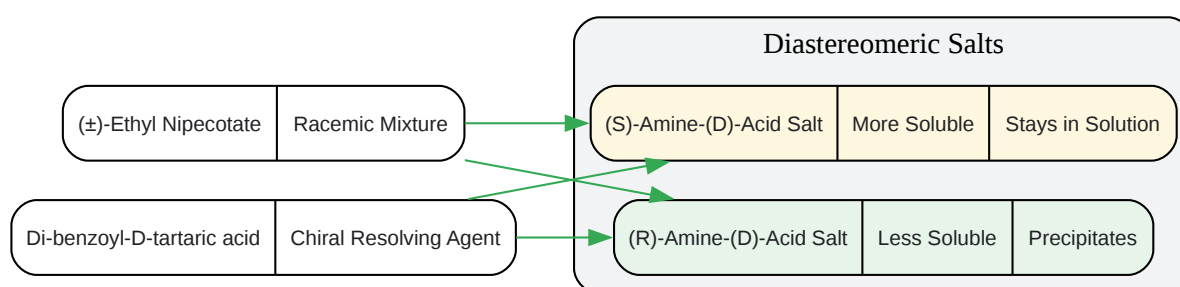 Diastereomeric Salts
(±)-Ethyl Nipecotate Racemic Mixture
(S)-Amine-(D)-Acid Salt More Soluble Stays in Solution
Di-benzoyl-D-tartaric acid Chiral Resolving Agent
(R)-Amine-(D)-Acid Salt Less Soluble Precipitates